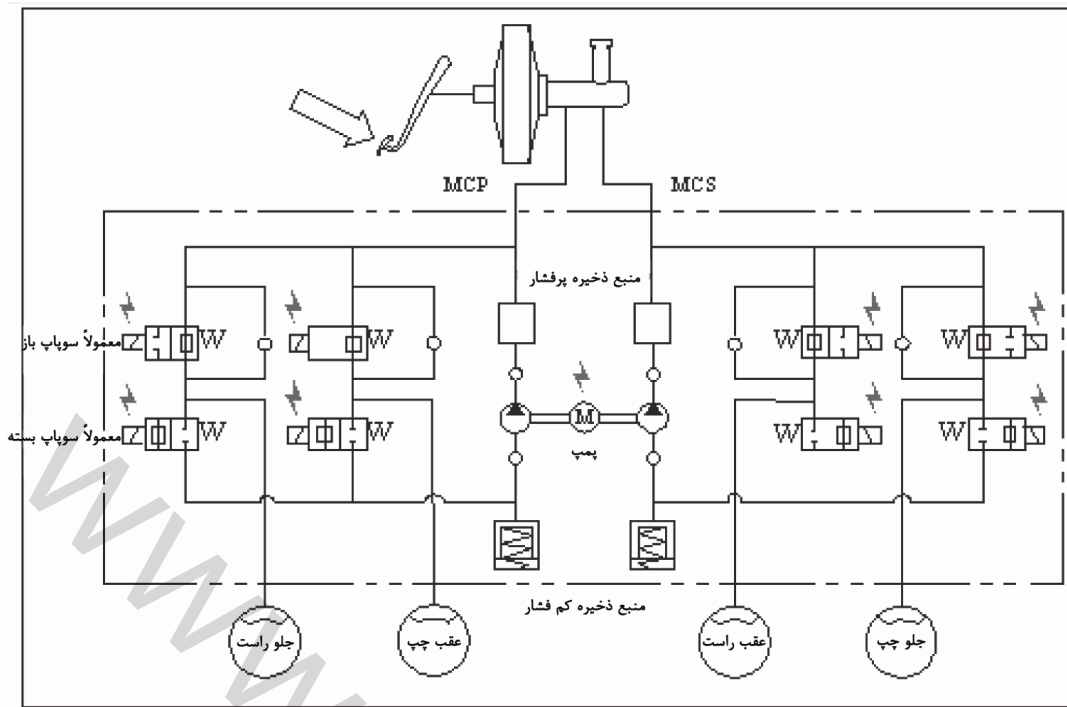 MCP
MCS
منبع ذخیره پرفشار
معمولاً سوپاپ باز
معمولاً سوپاپ بسته
M
پمپ
منبع ذخیره کم فشار
جلو راست
عقب چپ
عقب راست
جلو چپ
www